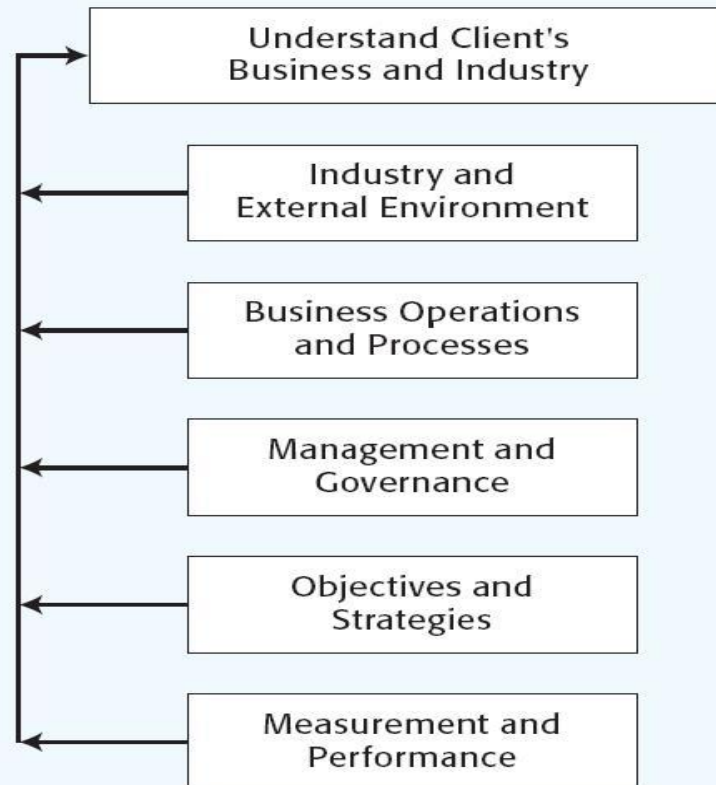 Understand Client's
Business and Industry
Industry and
External Environment
Business Operations
and Processes
Management and
Governance
Objectives and
Strategies
Measurement and
Performance